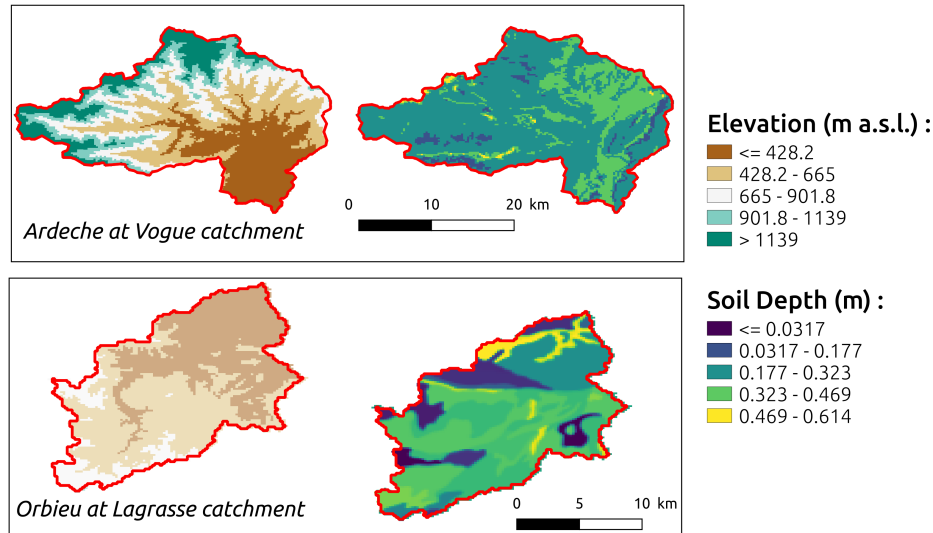 0 10 20 km
Ardeche at Vogue catchment
Elevation (m a.s.l.) :
<= 428.2
428.2 - 665
665 - 901.8
901.8 - 1139
> 1139
Soil Depth (m) :
<= 0.0317
0.0317 - 0.177
0.177 - 0.323
0.323 - 0.469
0.469 - 0.614
0 5 10 km
Orbieu at Lagrasse catchment